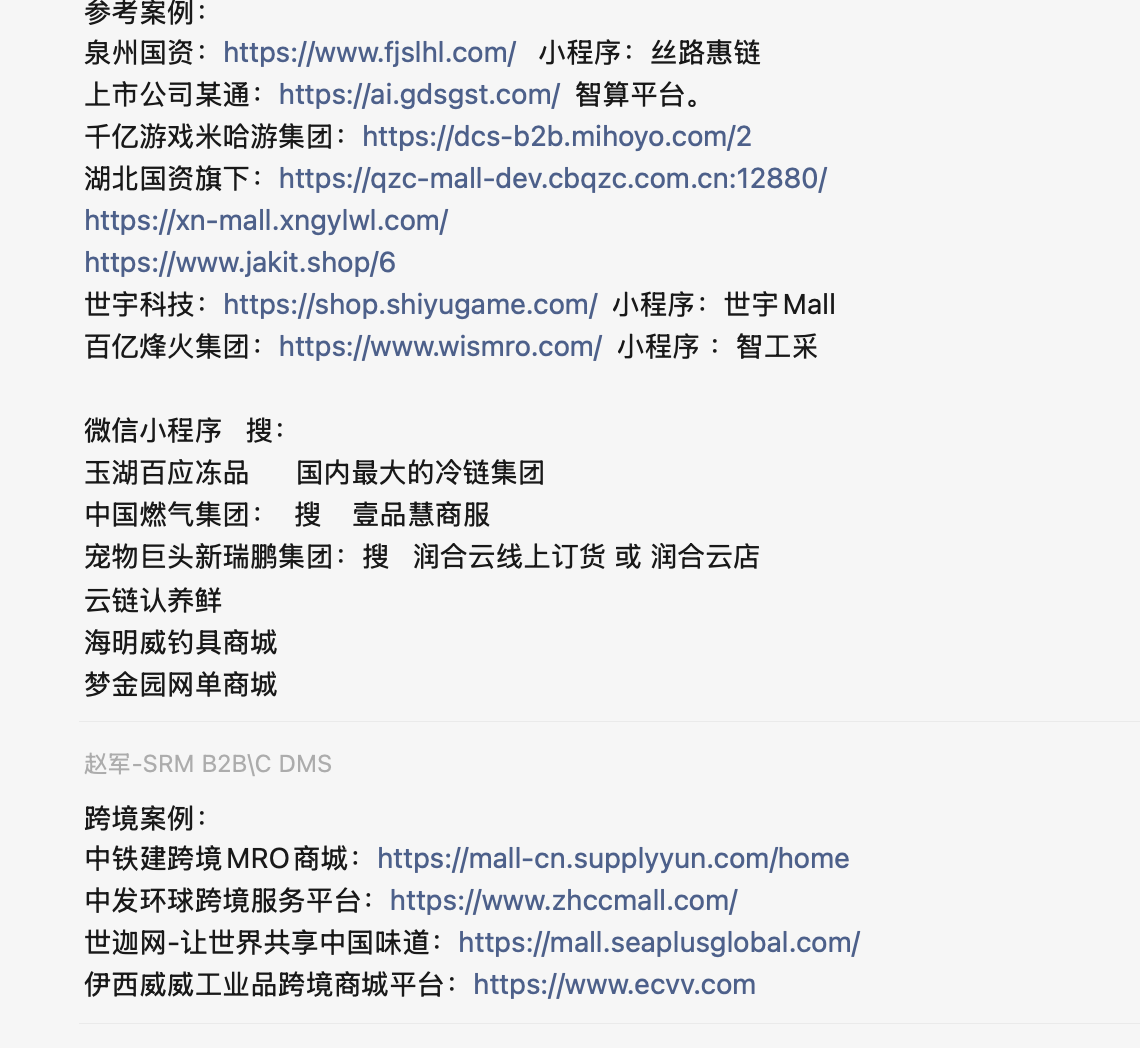 参考案例：
泉州国资：https://www.fjslhl.com/ 小程序：丝路惠链
上市公司某通：https://ai.gdsgst.com/ 智算平台。
千亿游戏米哈游集团：https://dcs-b2b.mihoyo.com/2
湖北国资旗下：https://qzc-mall-dev.cbqzc.com.cn:12880/
https://xn-mall.xngylwl.com/
https://www.jakit.shop/6
世宇科技：https://shop.shiyugame.com/ 小程序：世宇Mall
百亿烽火集团：https://www.wismro.com/ 小程序 ：智工采
微信小程序 搜：
玉湖百应冻品 国内最大的冷链集团
中国燃气集团： 搜 壹品慧商服
宠物巨头新瑞鹏集团：搜 润合云线上订货 或 润合云店
云链认养鲜
海明威钓具商城
梦金园网单商城
赵军-SRM B2B\C DMS
跨境案例：
中铁建跨境MRO商城：https://mall-cn.supplyyun.com/home
中发环球跨境服务平台：https://www.zhccmall.com/
世迦网-让世界共享中国味道：https://mall.seaplusglobal.com/
伊西威威工业品跨境商城平台：https://www.ecvv.com